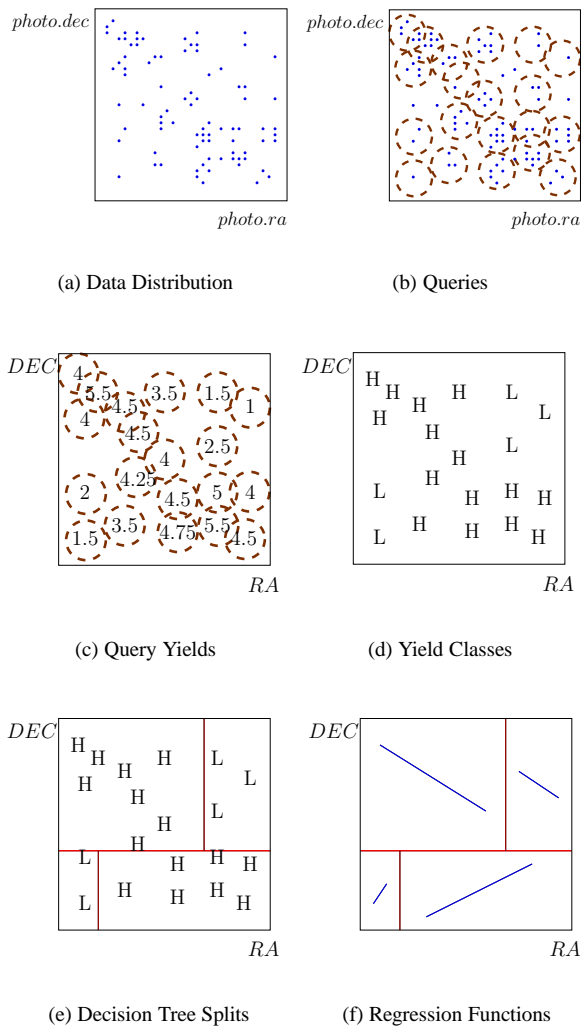 photo.dec photo.dec
photo.ra photo.ra
(a) Data Distribution (b) Queries
DEC DEC
4
5.5 4.5 3.5 1.5 1
4
4.5
2.5
4
4.25
2 4.5 5 4
3.5
1.5 4.75 5.5 4.5
H
H H H L L
H
H L
H
H
L H H H
H H H
L H
RA RA
(c) Query Yields (d) Yield Classes
DEC DEC
H
H H L
H H L
H L
H
H
L H H H
H H H
L H
RA RA
(e) Decision Tree Splits (f) Regression Functions